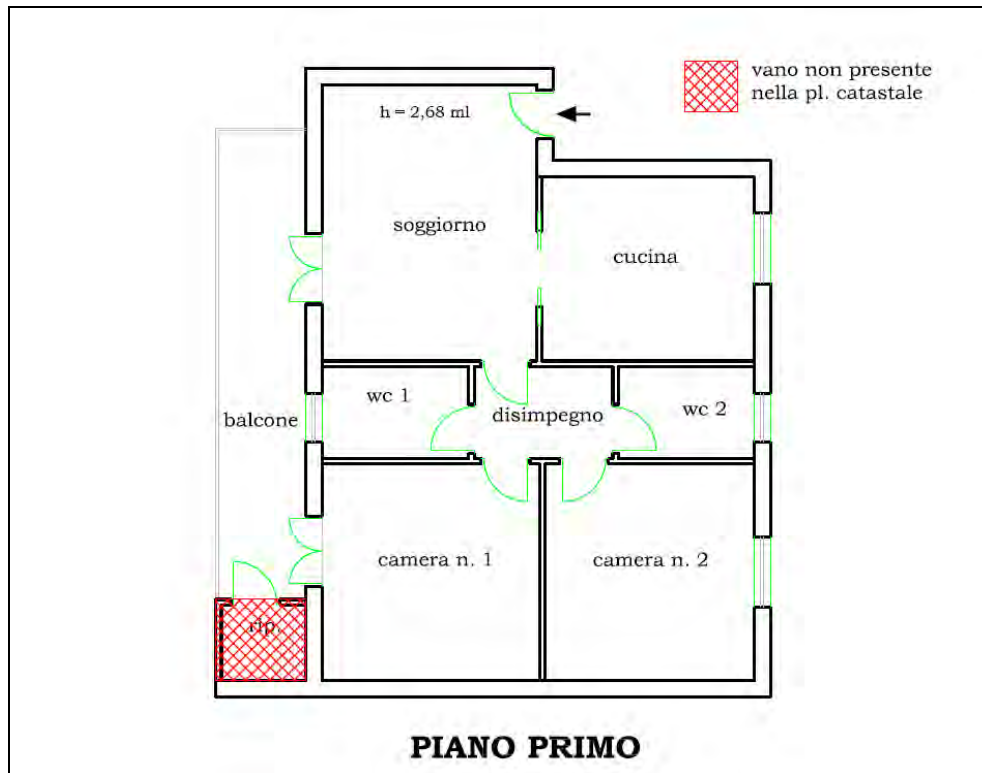 vano non presente
nella pl. catastale
h = 2,68 ml
soggiorno
cucina
wc 1
disimpegno
wc 2
balcone
camera n. 1
camera n. 2
rip.
PIANO PRIMO